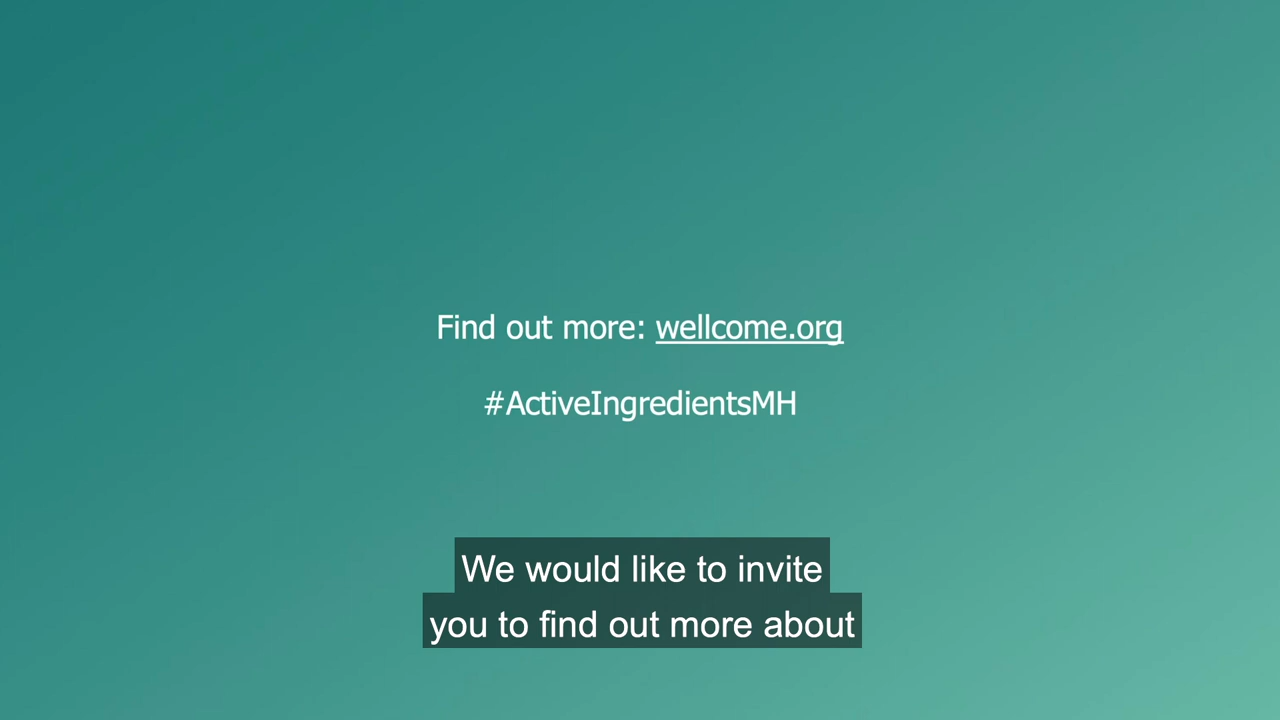 Find out more: wellcome.org
#ActiveIngredientsMH
We would like to invite
you to find out more about